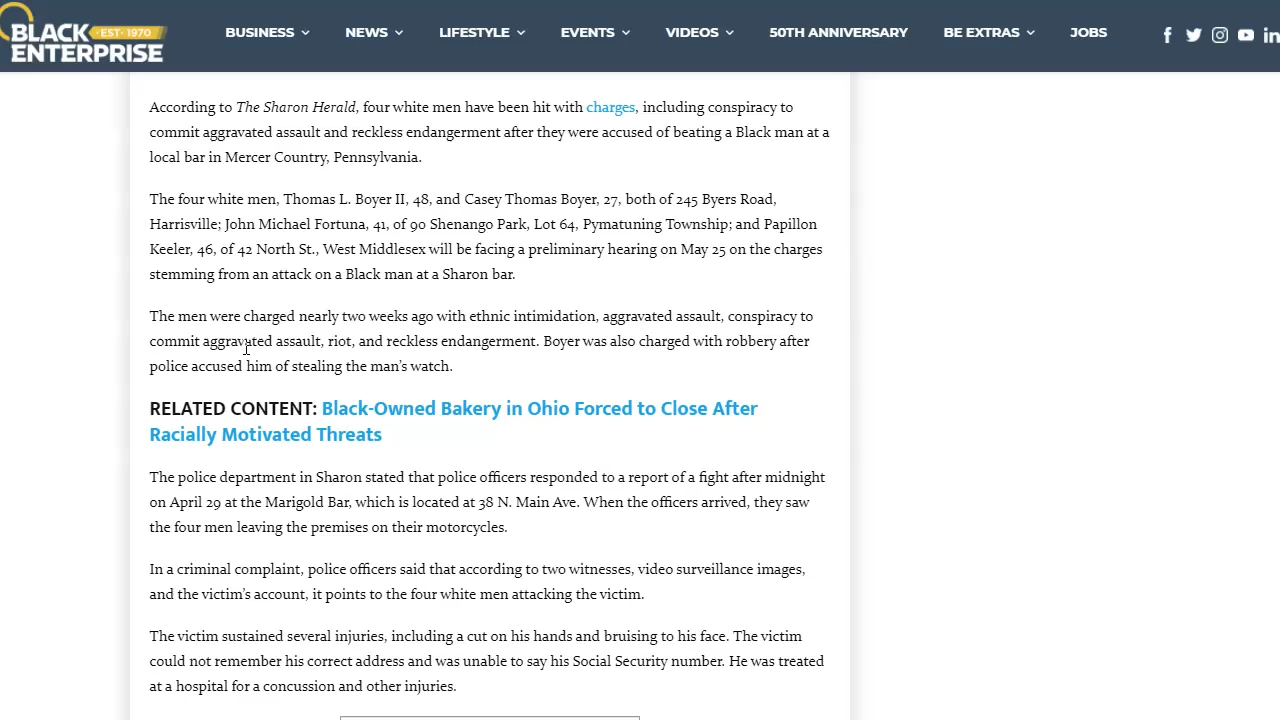 BLACK
·EST· 1970
ENTERPRISE
BUSINESS NEWS LIFESTYLE EVENTS VIDEOS 50TH ANNIVERSARY BE EXTRAS JOBS
According to The Sharon Herald, four white men have been hit with charges, including conspiracy to
commit aggravated assault and reckless endangerment after they were accused of beating a Black man at a
local bar in Mercer Country, Pennsylvania.
The four white men, Thomas L. Boyer II, 48, and Casey Thomas Boyer, 27, both of 245 Byers Road,
Harrisville; John Michael Fortuna, 41, of 90 Shenango Park, Lot 64, Pymatuning Township; and Papillon
Keeler, 46, of 42 North St., West Middlesex will be facing a preliminary hearing on May 25 on the charges
stemming from an attack on a Black man at a Sharon bar.
The men were charged nearly two weeks ago with ethnic intimidation, aggravated assault, conspiracy to
commit aggravated assault, riot, and reckless endangerment. Boyer was also charged with robbery after
police accused him of stealing the man’s watch.
RELATED CONTENT: Black-Owned Bakery in Ohio Forced to Close After
Racially Motivated Threats
The police department in Sharon stated that police officers responded to a report of a fight after midnight
on April 29 at the Marigold Bar, which is located at 38 N. Main Ave. When the officers arrived, they saw
the four men leaving the premises on their motorcycles.
In a criminal complaint, police officers said that according to two witnesses, video surveillance images,
and the victim’s account, it points to the four white men attacking the victim.
The victim sustained several injuries, including a cut on his hands and bruising to his face. The victim
could not remember his correct address and was unable to say his Social Security number. He was treated
at a hospital for a concussion and other injuries.